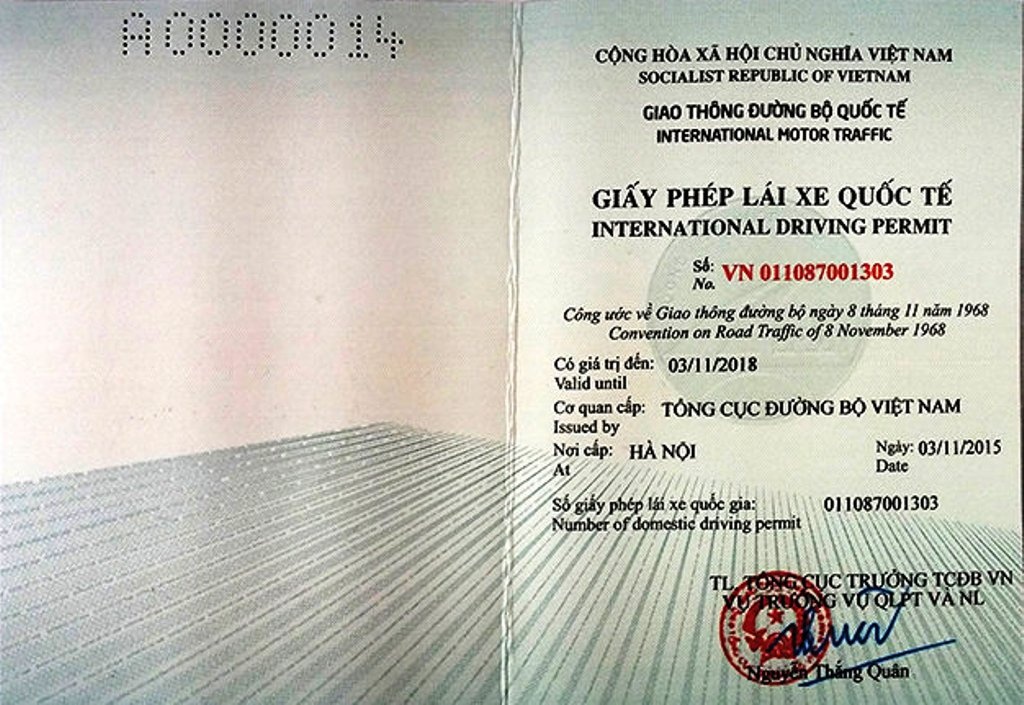 A0000014
CỘNG HÒA XÃ HỘI CHỦ NGHĨA VIỆT NAM
SOCIALIST REPUBLIC OF VIETNAM
GIAO THÔNG ĐƯỜNG BỘ QUỐC TẾ
INTERNATIONAL MOTOR TRAFFIC
GIẤY PHÉP LÁI XE QUỐC TẾ
INTERNATIONAL DRIVING PERMIT
Số: VN 011087001303
No.
Công ước về Giao thông đường bộ ngày 8 tháng 11 năm 1968
Convention on Road Traffic of 8 November 1968
Có giá trị đến: 03/11/2018
Valid until
Cơ quan cấp: TỔNG CỤC ĐƯỜNG BỘ VIỆT NAM
Issued by
Nơi cấp: HÀ NỘI Ngày: 03/11/2015
At Date
Số giấy phép lái xe quốc gia: 011087001303
Number of domestic driving permit
TL. TỔNG CỤC TRƯỞNG TCĐB VN
VỤ TRƯỞNG VỤ QLPT VÀ NL
Nguyễn Thắng Quân